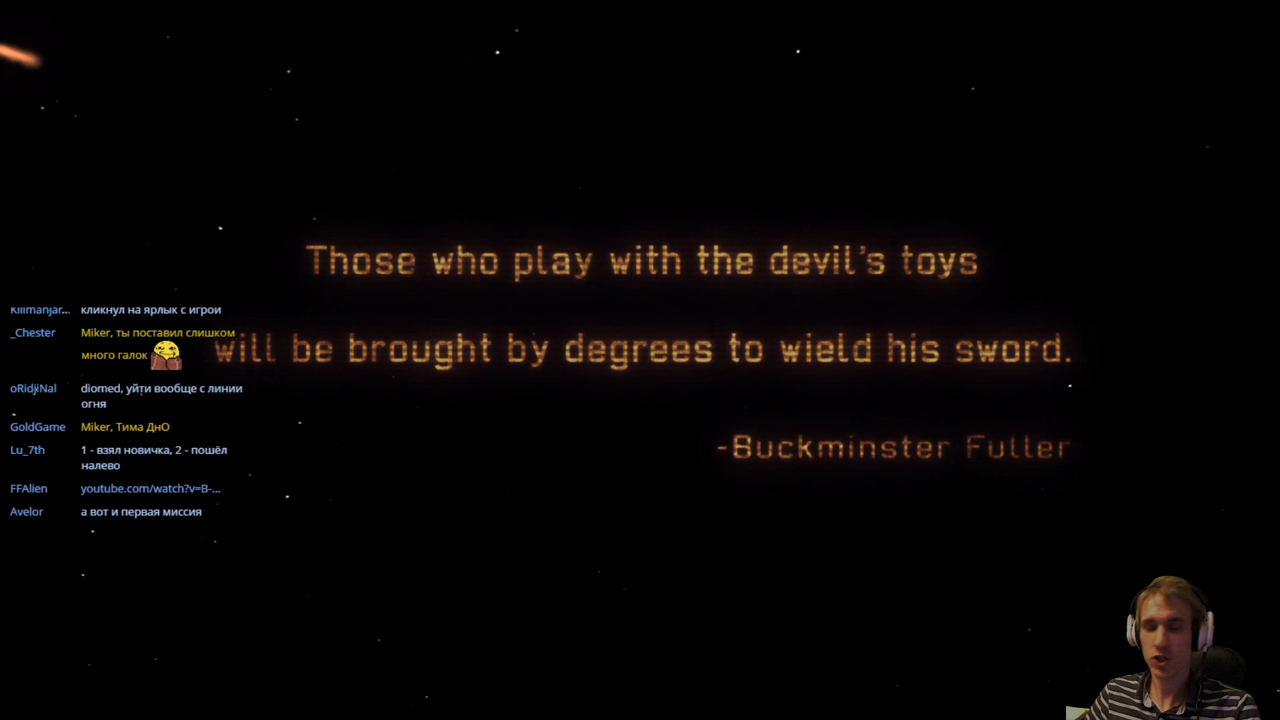 Those who play with the devil's toys
will be brought by degrees to wield his sword.
-Buckminster Fuller
Kilimanjar... кликнул на ярлык с игрой
_Chester Miker, ты поставил слишком
много галок
oRidjiNal diomed, уйти вообще с линии
огня
GoldGame Miker, Тима ДнО
Lu_7th 1 - взял новичка, 2 - пошёл
налево
FFAlien youtube.com/watch?v=B-...
Avelor а вот и первая миссия